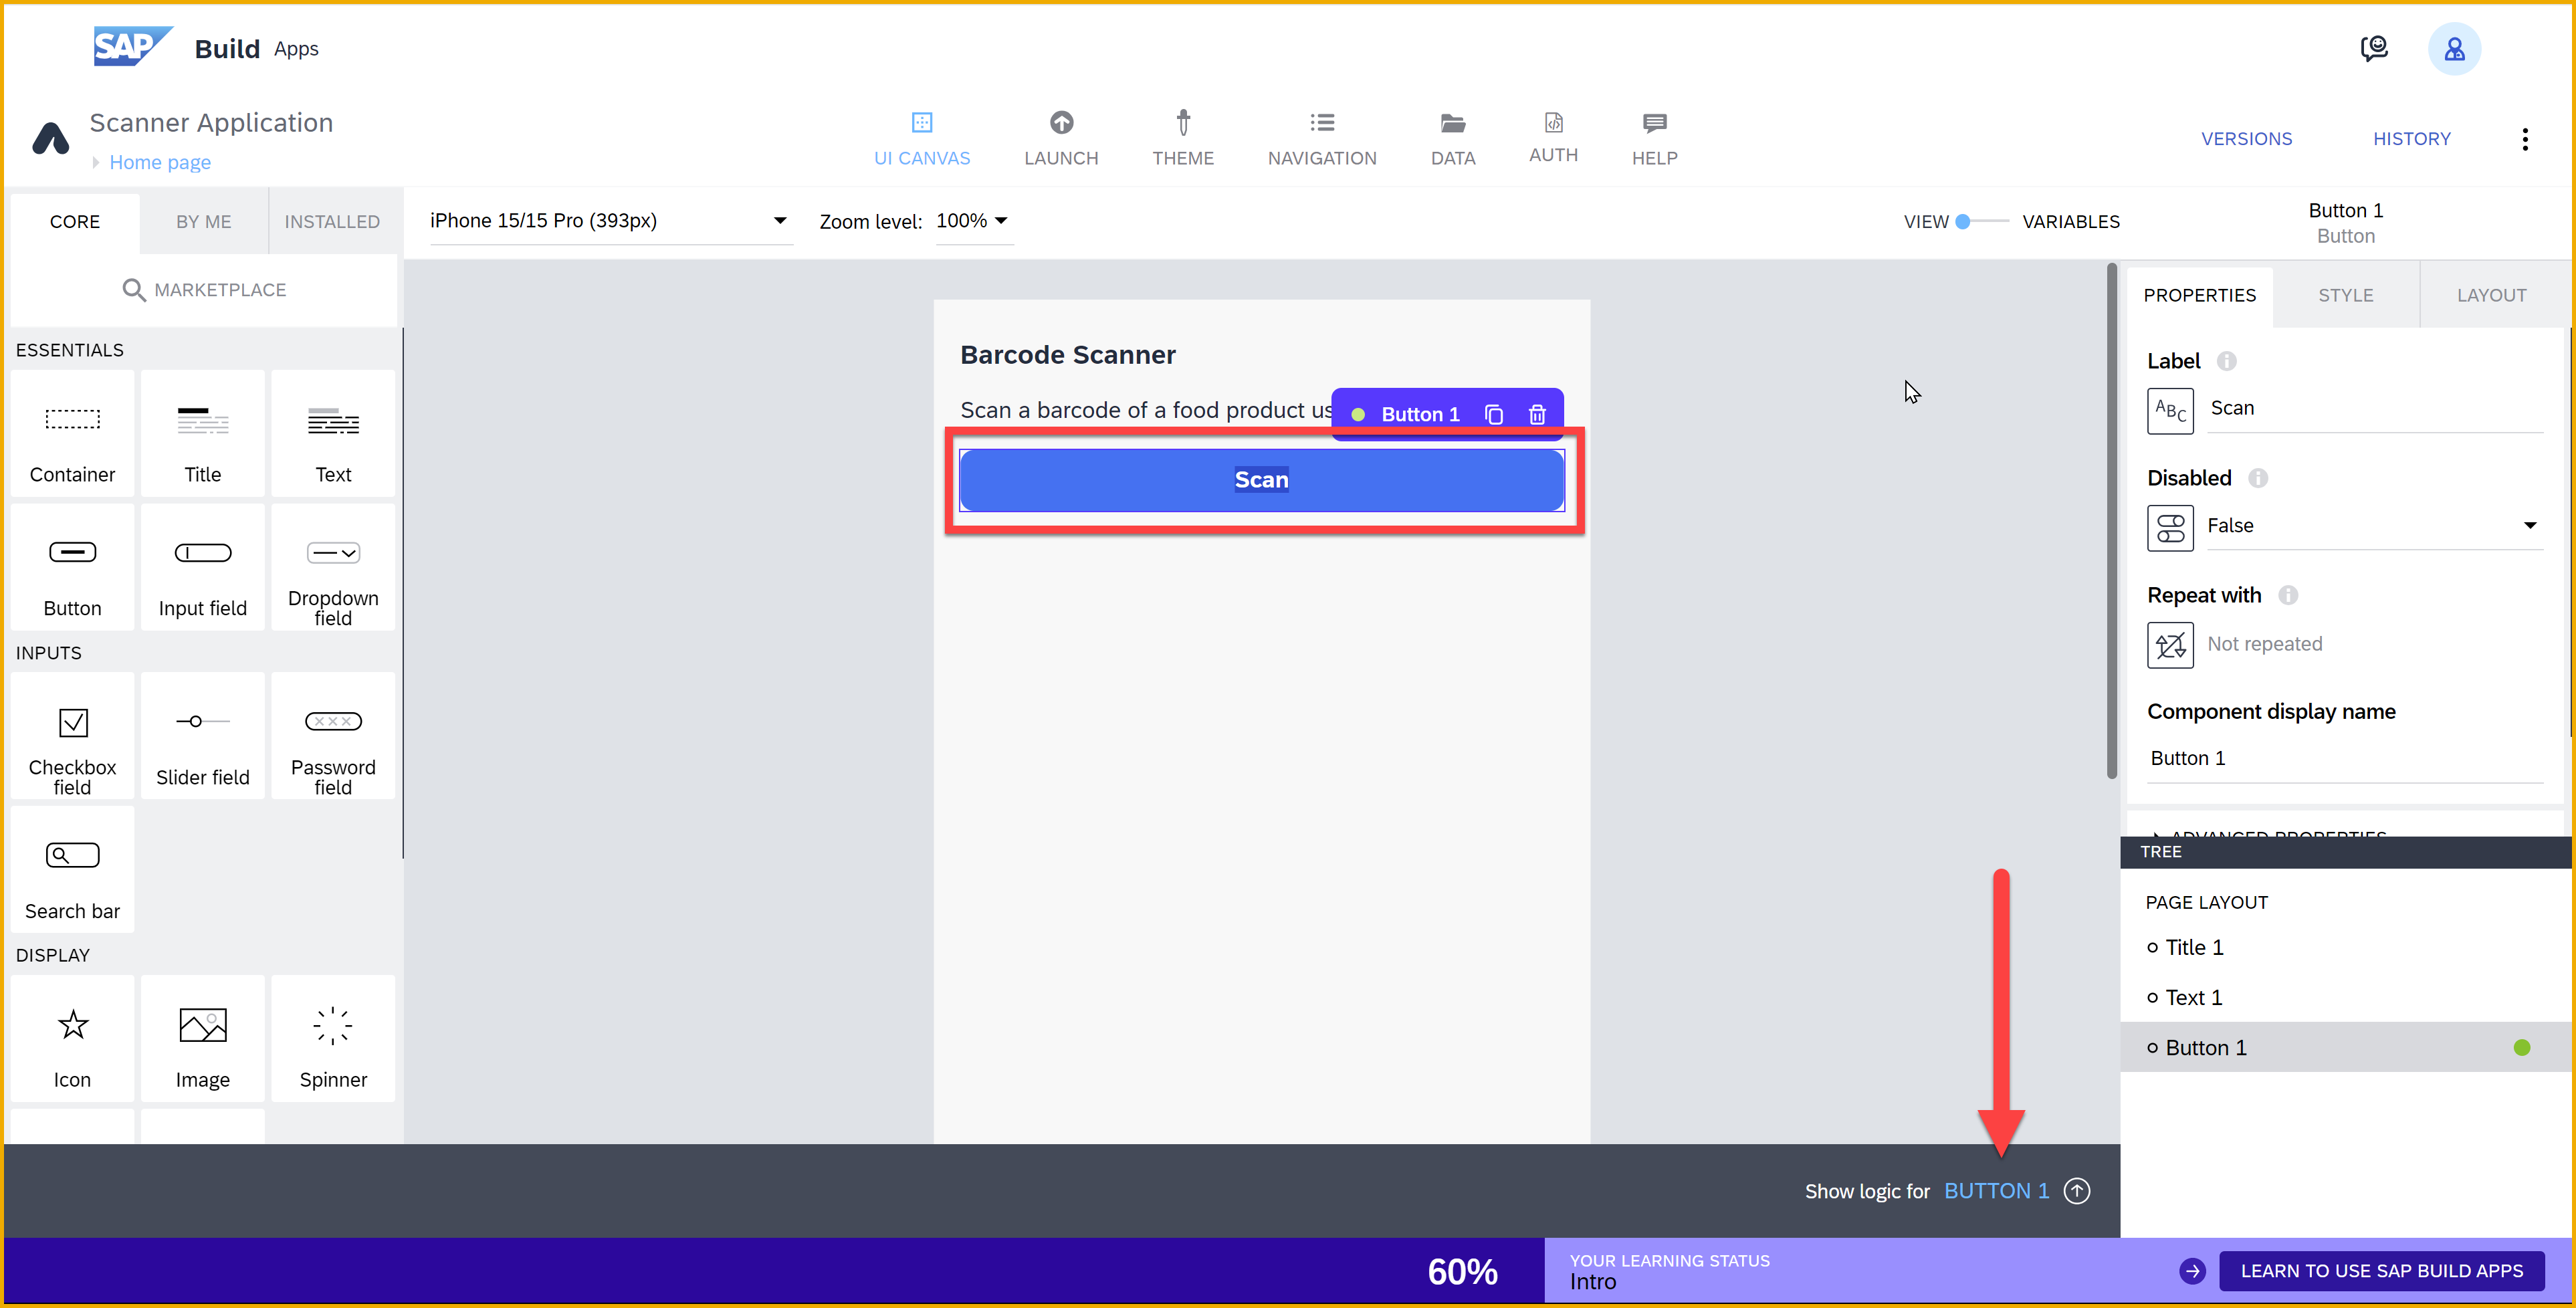 SAP Build Apps
Scanner Application
Home page
UI CANVAS
LAUNCH
THEME
NAVIGATION
DATA
AUTH
HELP
VERSIONS
HISTORY
CORE
BY ME
INSTALLED
MARKETPLACE
iPhone 15/15 Pro (393px)
Zoom level: 100%
VIEW
VARIABLES
Button 1
Button
ESSENTIALS
Container
Title
Text
Button
Input field
Dropdown
field
INPUTS
Checkbox
field
Slider field
Password
field
Search bar
DISPLAY
Icon
Image
Spinner
Barcode Scanner
Scan a barcode of a food product us
Button 1
Scan
PROPERTIES
STYLE
LAYOUT
Label
ABC
Scan
Disabled
False
Repeat with
Not repeated
Component display name
Button 1
ADVANCED PROPERTIES
TREE
PAGE LAYOUT
Title 1
Text 1
Button 1
Show logic for BUTTON 1
60%
YOUR LEARNING STATUS
Intro
LEARN TO USE SAP BUILD APPS